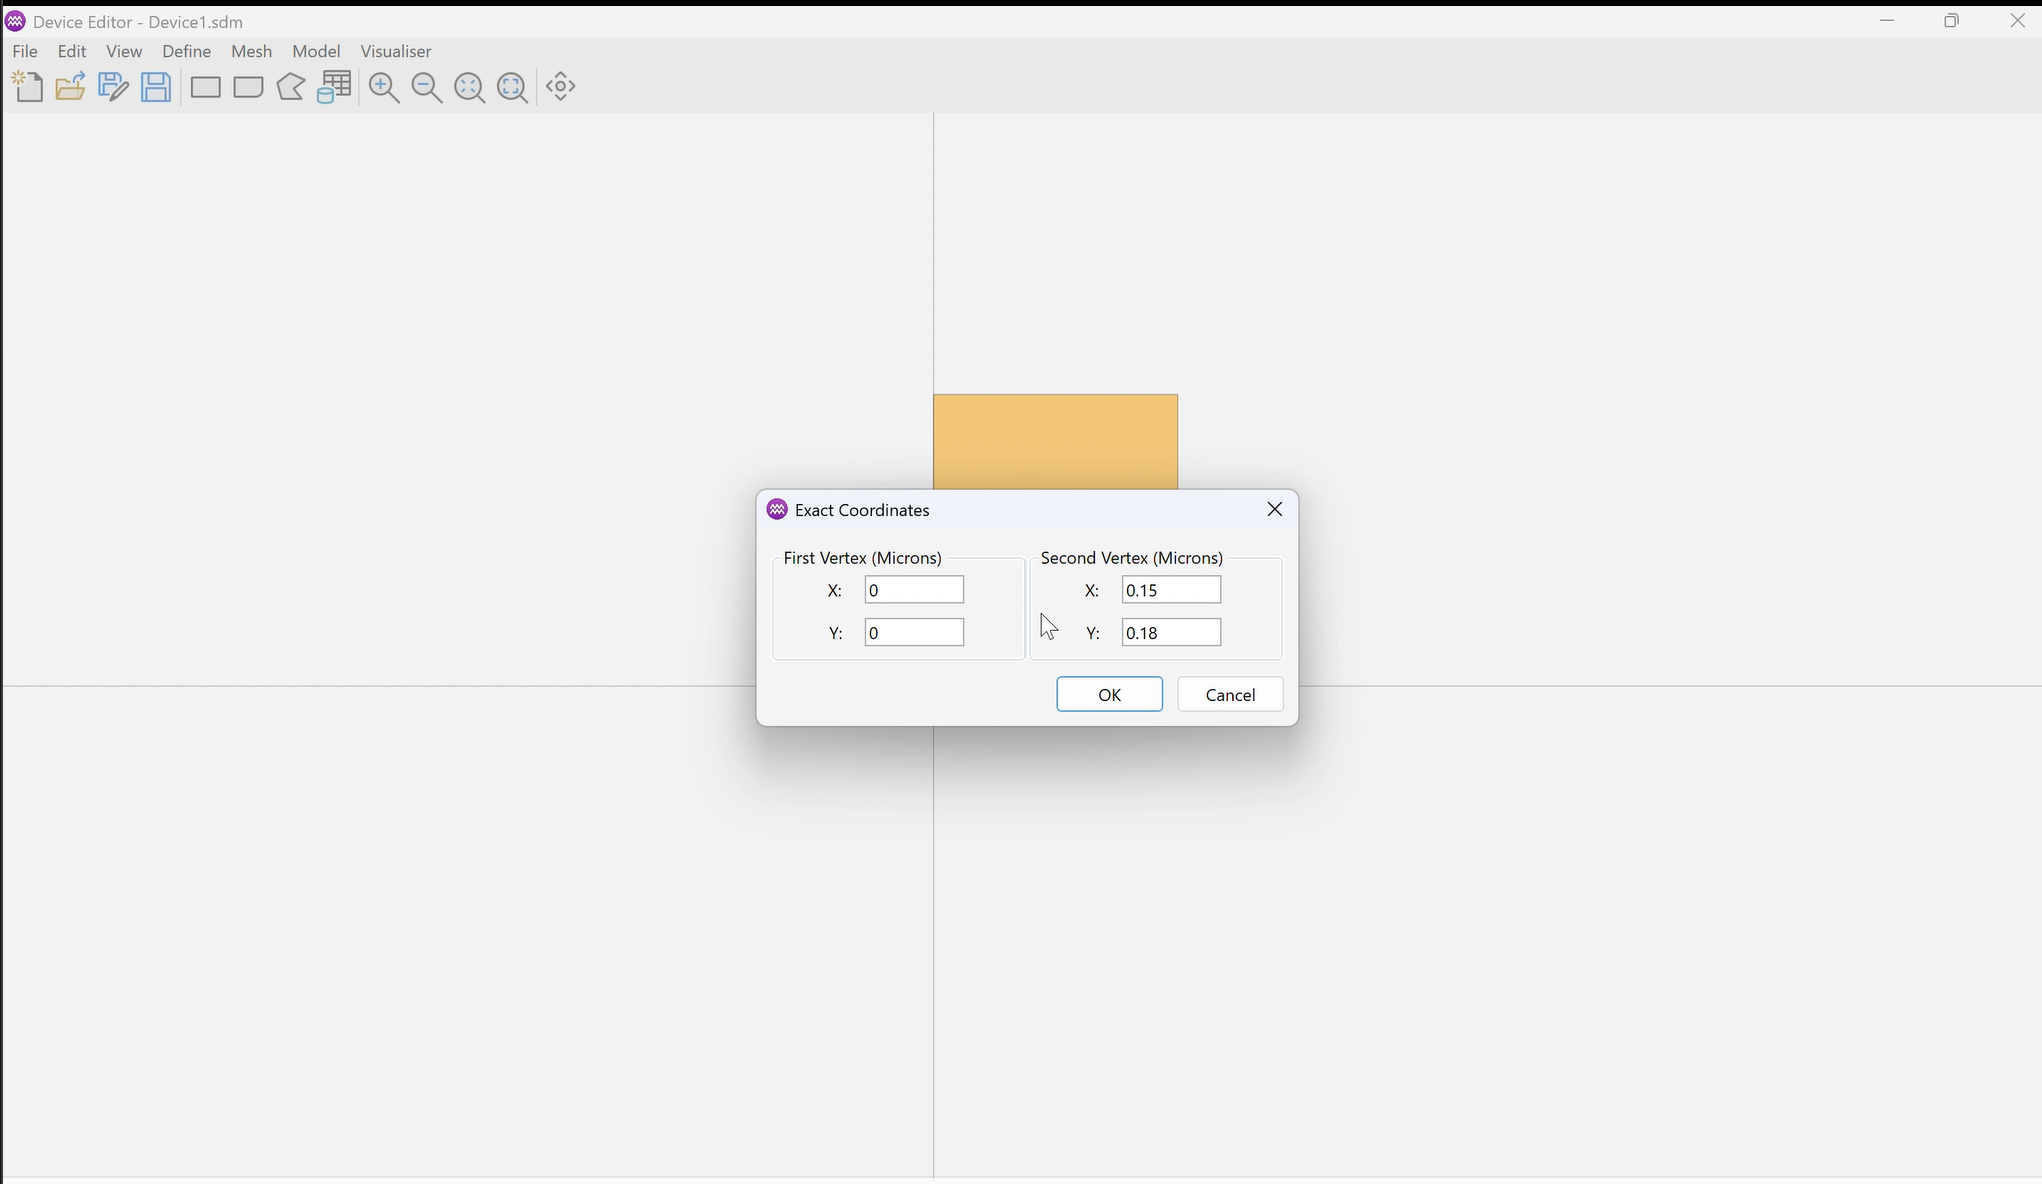 Device Editor - Device1.sdm
File Edit View Define Mesh Model Visualiser
Exact Coordinates
First Vertex (Microns) Second Vertex (Microns)
X: 0 X: 0.15
Y: 0 Y: 0.18
OK Cancel